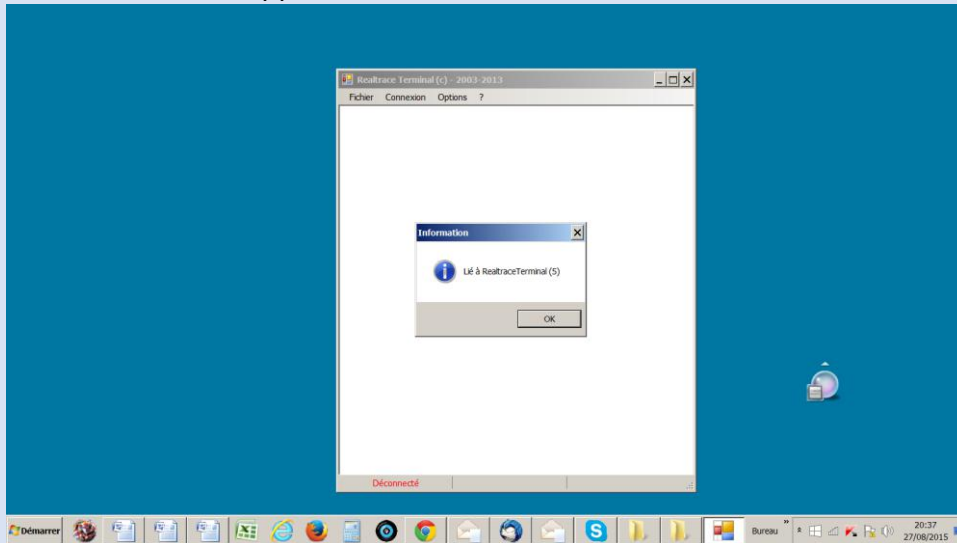 Realtrace Terminal (c) - 2003-2013
Fichier Connexion Options ?
Information
Lié à RealtraceTerminal (5)
OK
Déconnecté
Démarrer
Bureau
20:37
27/08/2015